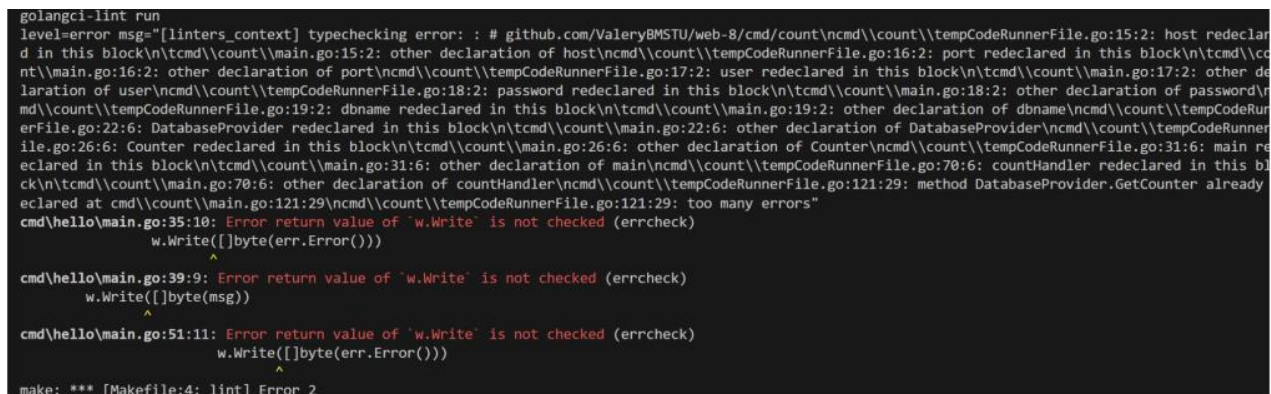 golangci-lint run
level=error msg="[linters_context] typechecking error: : # github.com/ValeryBMSTU/web-8/cmd/count\ncmd\\count\\tempCodeRunnerFile.go:15:2: host redeclar
d in this block\n\tcmd\\count\\main.go:15:2: other declaration of host\ncmd\\count\\tempCodeRunnerFile.go:16:2: port redeclared in this block\n\tcmd\\co
nt\\main.go:16:2: other declaration of port\ncmd\\count\\tempCodeRunnerFile.go:17:2: user redeclared in this block\n\tcmd\\count\\main.go:17:2: other de
laration of user\ncmd\\count\\tempCodeRunnerFile.go:18:2: password redeclared in this block\n\tcmd\\count\\main.go:18:2: other declaration of password\n
md\\count\\tempCodeRunnerFile.go:19:2: dbname redeclared in this block\n\tcmd\\count\\main.go:19:2: other declaration of dbname\ncmd\\count\\tempCodeRun
erFile.go:22:6: DatabaseProvider redeclared in this block\n\tcmd\\count\\main.go:22:6: other declaration of DatabaseProvider\ncmd\\count\\tempCodeRunner
ile.go:26:6: Counter redeclared in this block\n\tcmd\\count\\main.go:26:6: other declaration of Counter\ncmd\\count\\tempCodeRunnerFile.go:31:6: main re
eclared in this block\n\tcmd\\count\\main.go:31:6: other declaration of main\ncmd\\count\\tempCodeRunnerFile.go:70:6: countHandler redeclared in this bl
ck\n\tcmd\\count\\main.go:70:6: other declaration of countHandler\ncmd\\count\\tempCodeRunnerFile.go:121:29: method DatabaseProvider.GetCounter already
eclared at cmd\\count\\main.go:121:29\ncmd\\count\\tempCodeRunnerFile.go:121:29: too many errors"
cmd\hello\main.go:35:10: Error return value of `w.Write` is not checked (errcheck)
w.Write([]byte(err.Error()))
^
cmd\hello\main.go:39:9: Error return value of `w.Write` is not checked (errcheck)
w.Write([]byte(msg))
^
cmd\hello\main.go:51:11: Error return value of `w.Write` is not checked (errcheck)
w.Write([]byte(err.Error()))
^
make: *** [Makefile:4: lint] Error 2